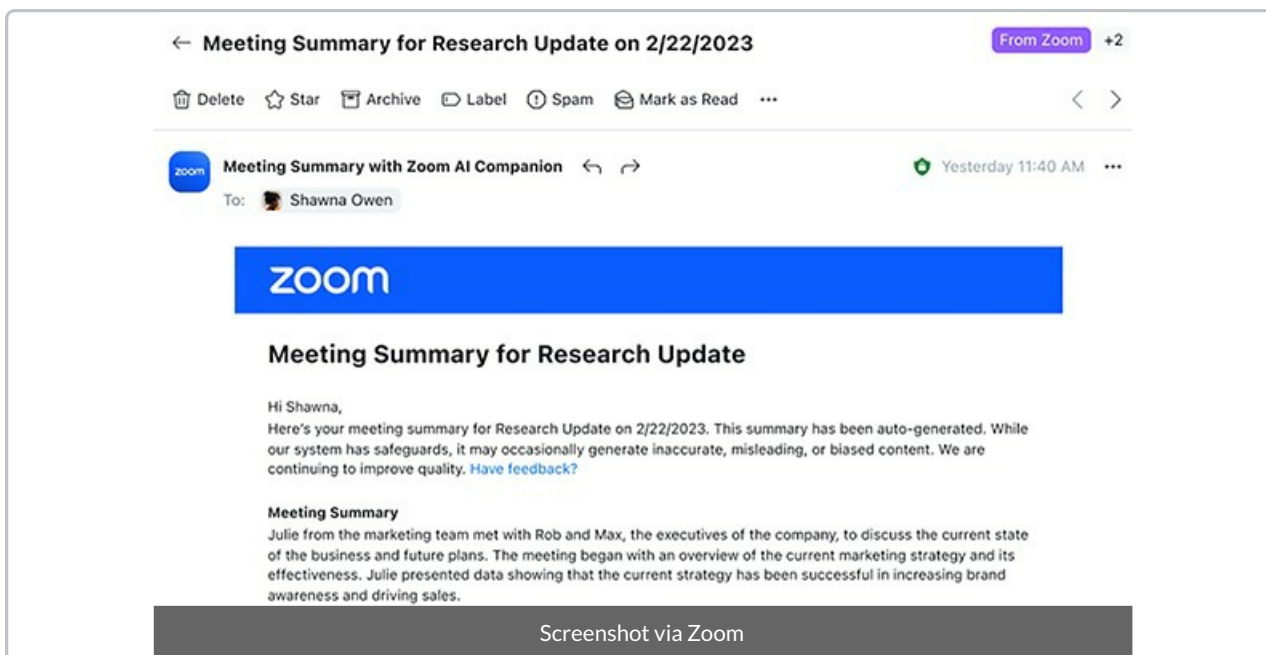 ← Meeting Summary for Research Update on 2/22/2023 From Zoom +2
Delete Star Archive Label Spam Mark as Read •••
zoom Meeting Summary with Zoom AI Companion Yesterday 11:40 AM •••
To: Shawna Owen
zoom
Meeting Summary for Research Update
Hi Shawna,
Here's your meeting summary for Research Update on 2/22/2023. This summary has been auto-generated. While
our system has safeguards, it may occasionally generate inaccurate, misleading, or biased content. We are
continuing to improve quality. Have feedback?
Meeting Summary
Julie from the marketing team met with Rob and Max, the executives of the company, to discuss the current state
of the business and future plans. The meeting began with an overview of the current marketing strategy and its
effectiveness. Julie presented data showing that the current strategy has been successful in increasing brand
awareness and driving sales.
Screenshot via Zoom